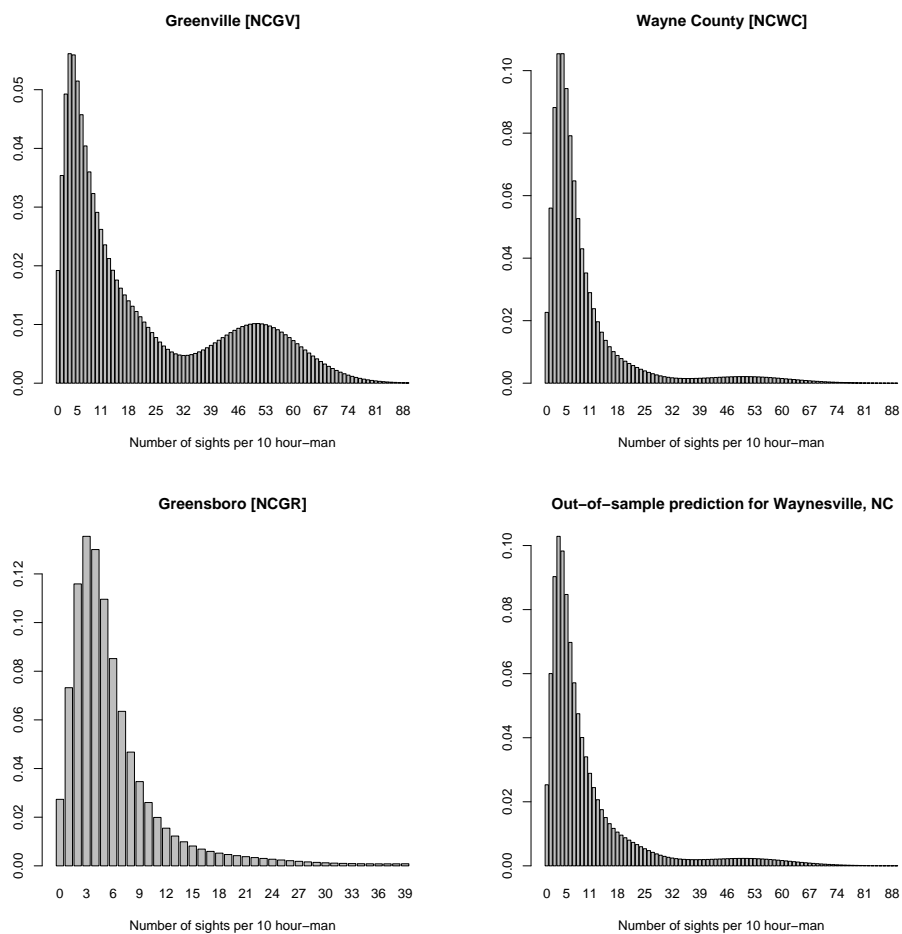 Greenville [NCGV]
0.05
0.04
0.03
0.02
0.01
0.00
0 5 11 18 25 32 39 46 53 60 67 74 81 88
Number of sights per 10 hour−man
Wayne County [NCWC]
0.10
0.08
0.06
0.04
0.02
0.00
0 5 11 18 25 32 39 46 53 60 67 74 81 88
Number of sights per 10 hour−man
Greensboro [NCGR]
0.12
0.10
0.08
0.06
0.04
0.02
0.00
0 3 6 9 12 15 18 21 24 27 30 33 36 39
Number of sights per 10 hour−man
Out−of−sample prediction for Waynesville, NC
0.10
0.08
0.06
0.04
0.02
0.00
0 5 11 18 25 32 39 46 53 60 67 74 81 88
Number of sights per 10 hour−man